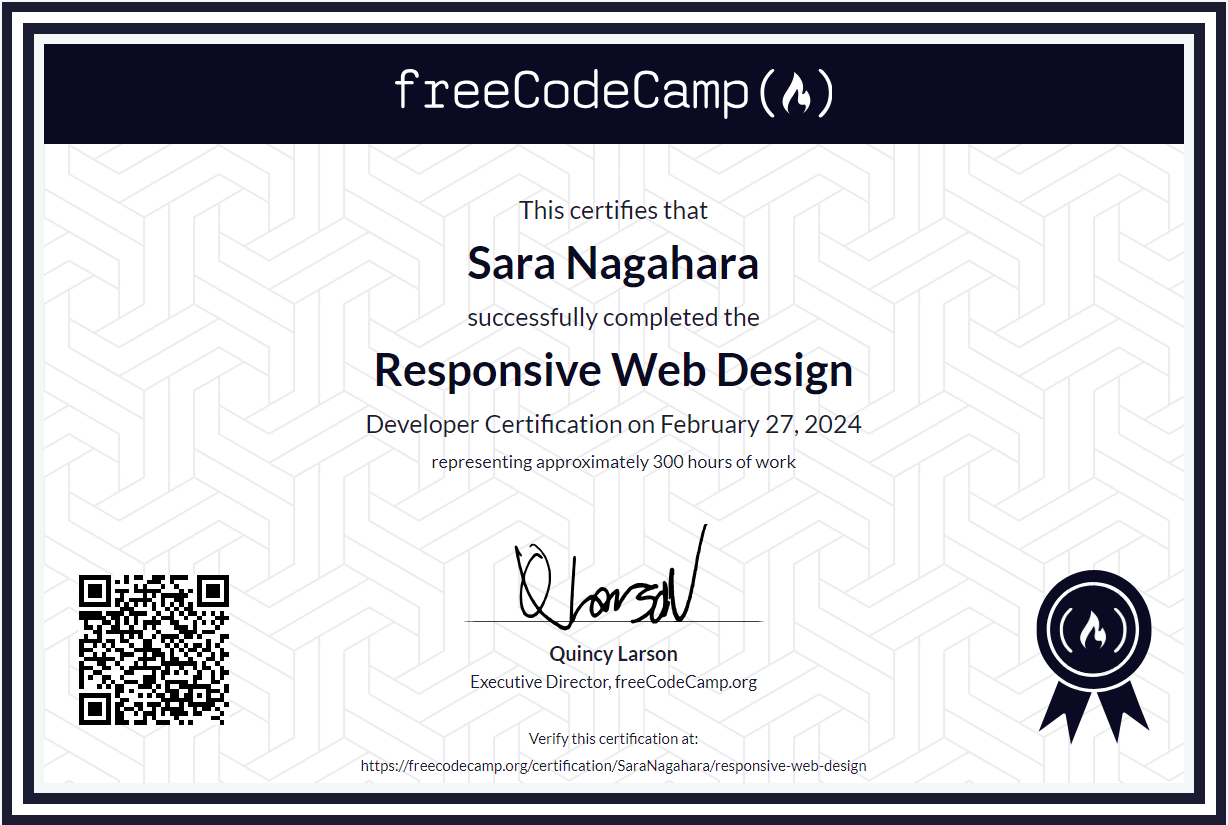 freeCodeCamp
This certifies that
Sara Nagahara
successfully completed the
Responsive Web Design
Developer Certification on February 27, 2024
representing approximately 300 hours of work
Q Larson
Quincy Larson
Executive Director, freeCodeCamp.org
Verify this certification at:
https://freecodecamp.org/certification/SaraNagahara/responsive-web-design